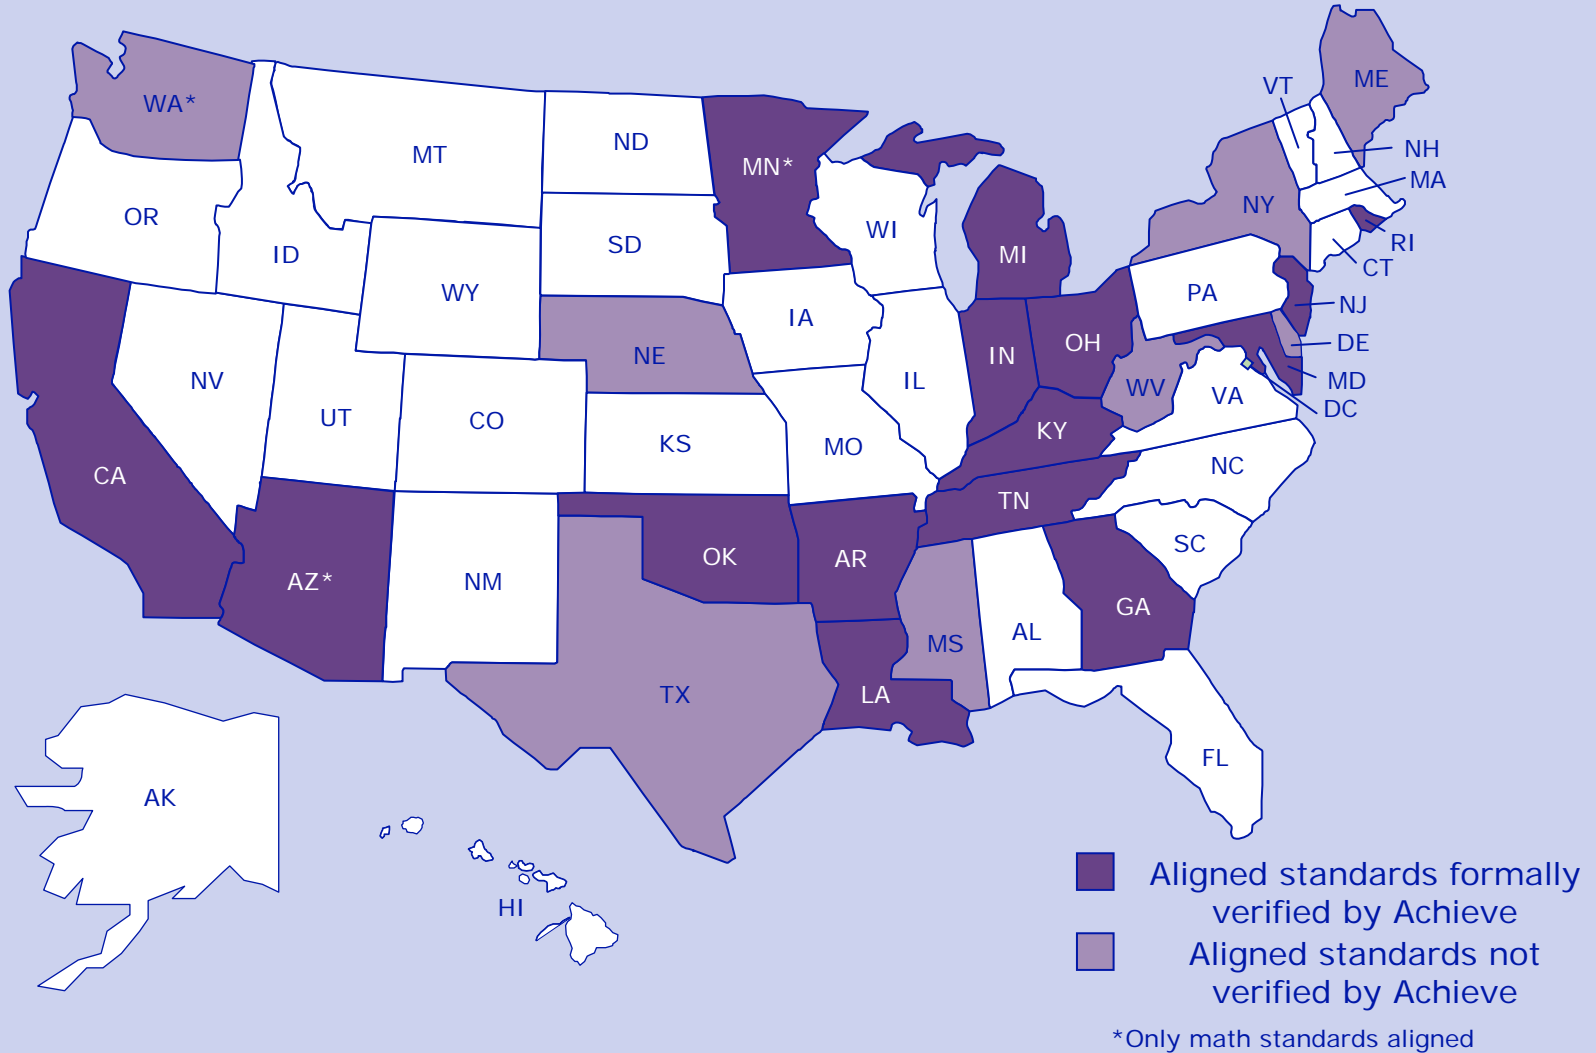 ME
VT
WA*
ND
NH
MT
MN*
MA
NY
OR
WI
RI
SD
ID
MI
CT
WY
PA
NJ
IA
OH
DE
NE
IN
NV
IL
WV
MD
VA
DC
UT
CO
KY
KS
MO
NC
CA
TN
SC
OK
AR
AZ*
NM
GA
AL
MS
TX
LA
FL
AK
HI
Aligned standards formally
verified by Achieve
Aligned standards not
verified by Achieve
*Only math standards aligned